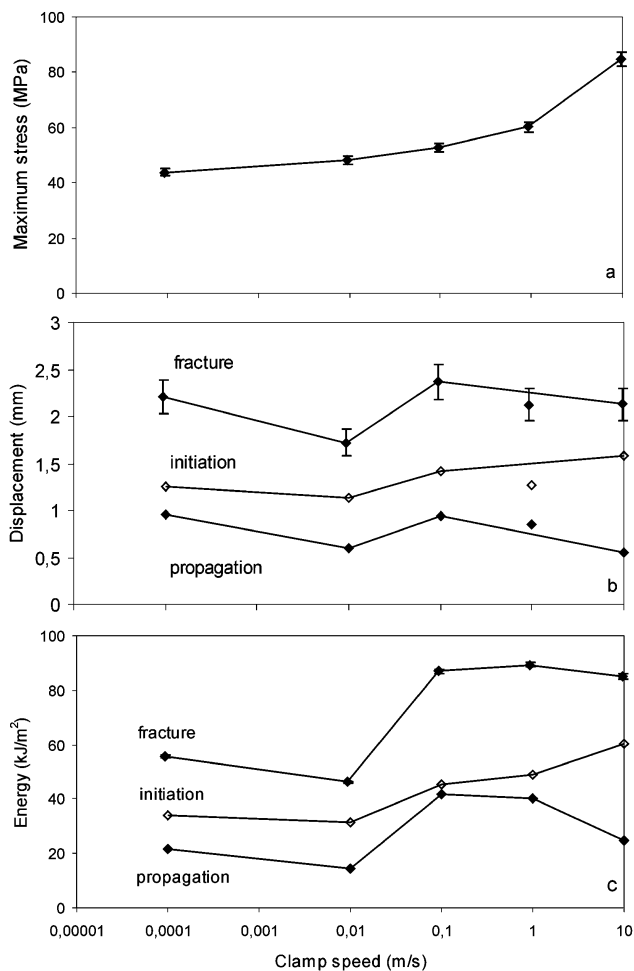 100
80
60
40
20
0
Maximum stress (MPa)
a
3
2,5
2
1,5
1
0,5
0
Displacement (mm)
fracture
initiation
propagation
b
100
80
60
40
20
0
Energy (kJ/m²)
fracture
initiation
propagation
c
0,00001 0,0001 0,001 0,01 0,1 1 10
Clamp speed (m/s)